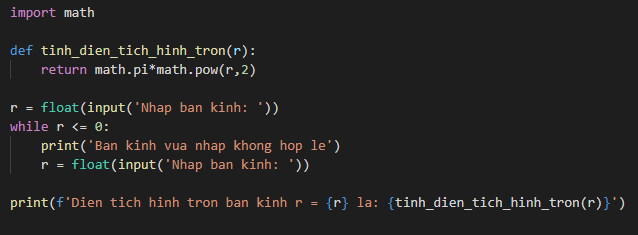 import math
def tinh_dien_tich_hinh_tron(r):
    return math.pi*math.pow(r,2)
r = float(input('Nhap ban kinh: '))
while r <= 0:
    print('Ban kinh vua nhap khong hop le')
    r = float(input('Nhap ban kinh: '))
print(f'Dien tich hinh tron ban kinh r = {r} la: {tinh_dien_tich_hinh_tron(r)}')